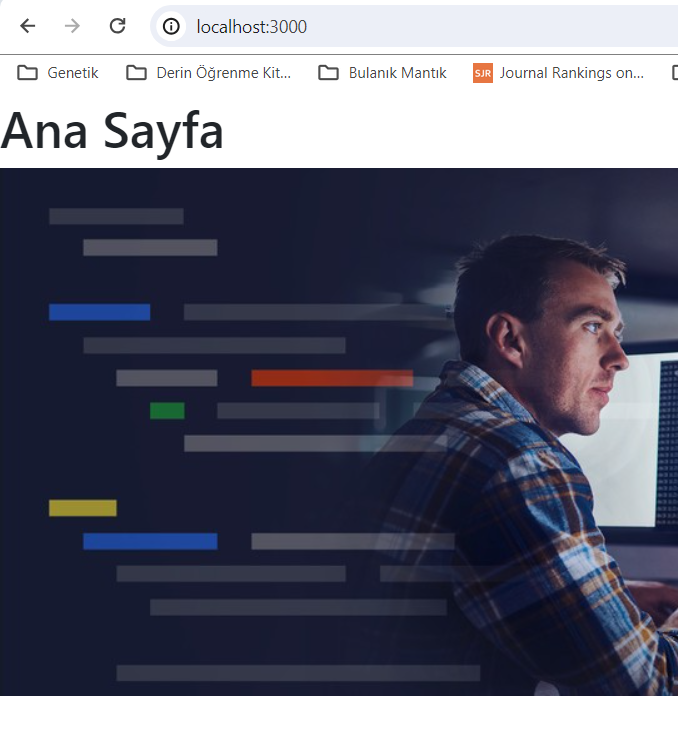 localhost:3000
Genetik Derin Öğrenme Kit... Bulanık Mantık SJR Journal Rankings on...
Ana Sayfa